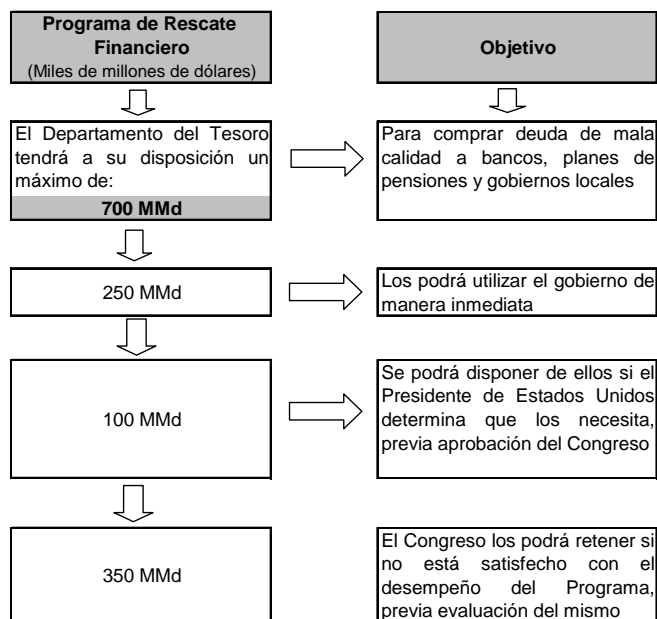 Programa de Rescate
Financiero
(Miles de millones de dólares)
Objetivo
El Departamento del Tesoro
tendrá a su disposición un
máximo de:
700 MMd
Para comprar deuda de mala
calidad a bancos, planes de
pensiones y gobiernos locales
250 MMd
Los podrá utilizar el gobierno de
manera inmediata
100 MMd
Se podrá disponer de ellos si el
Presidente de Estados Unidos
determina que los necesita,
previa aprobación del Congreso
350 MMd
El Congreso los podrá retener si
no está satisfecho con el
desempeño del Programa,
previa evaluación del mismo